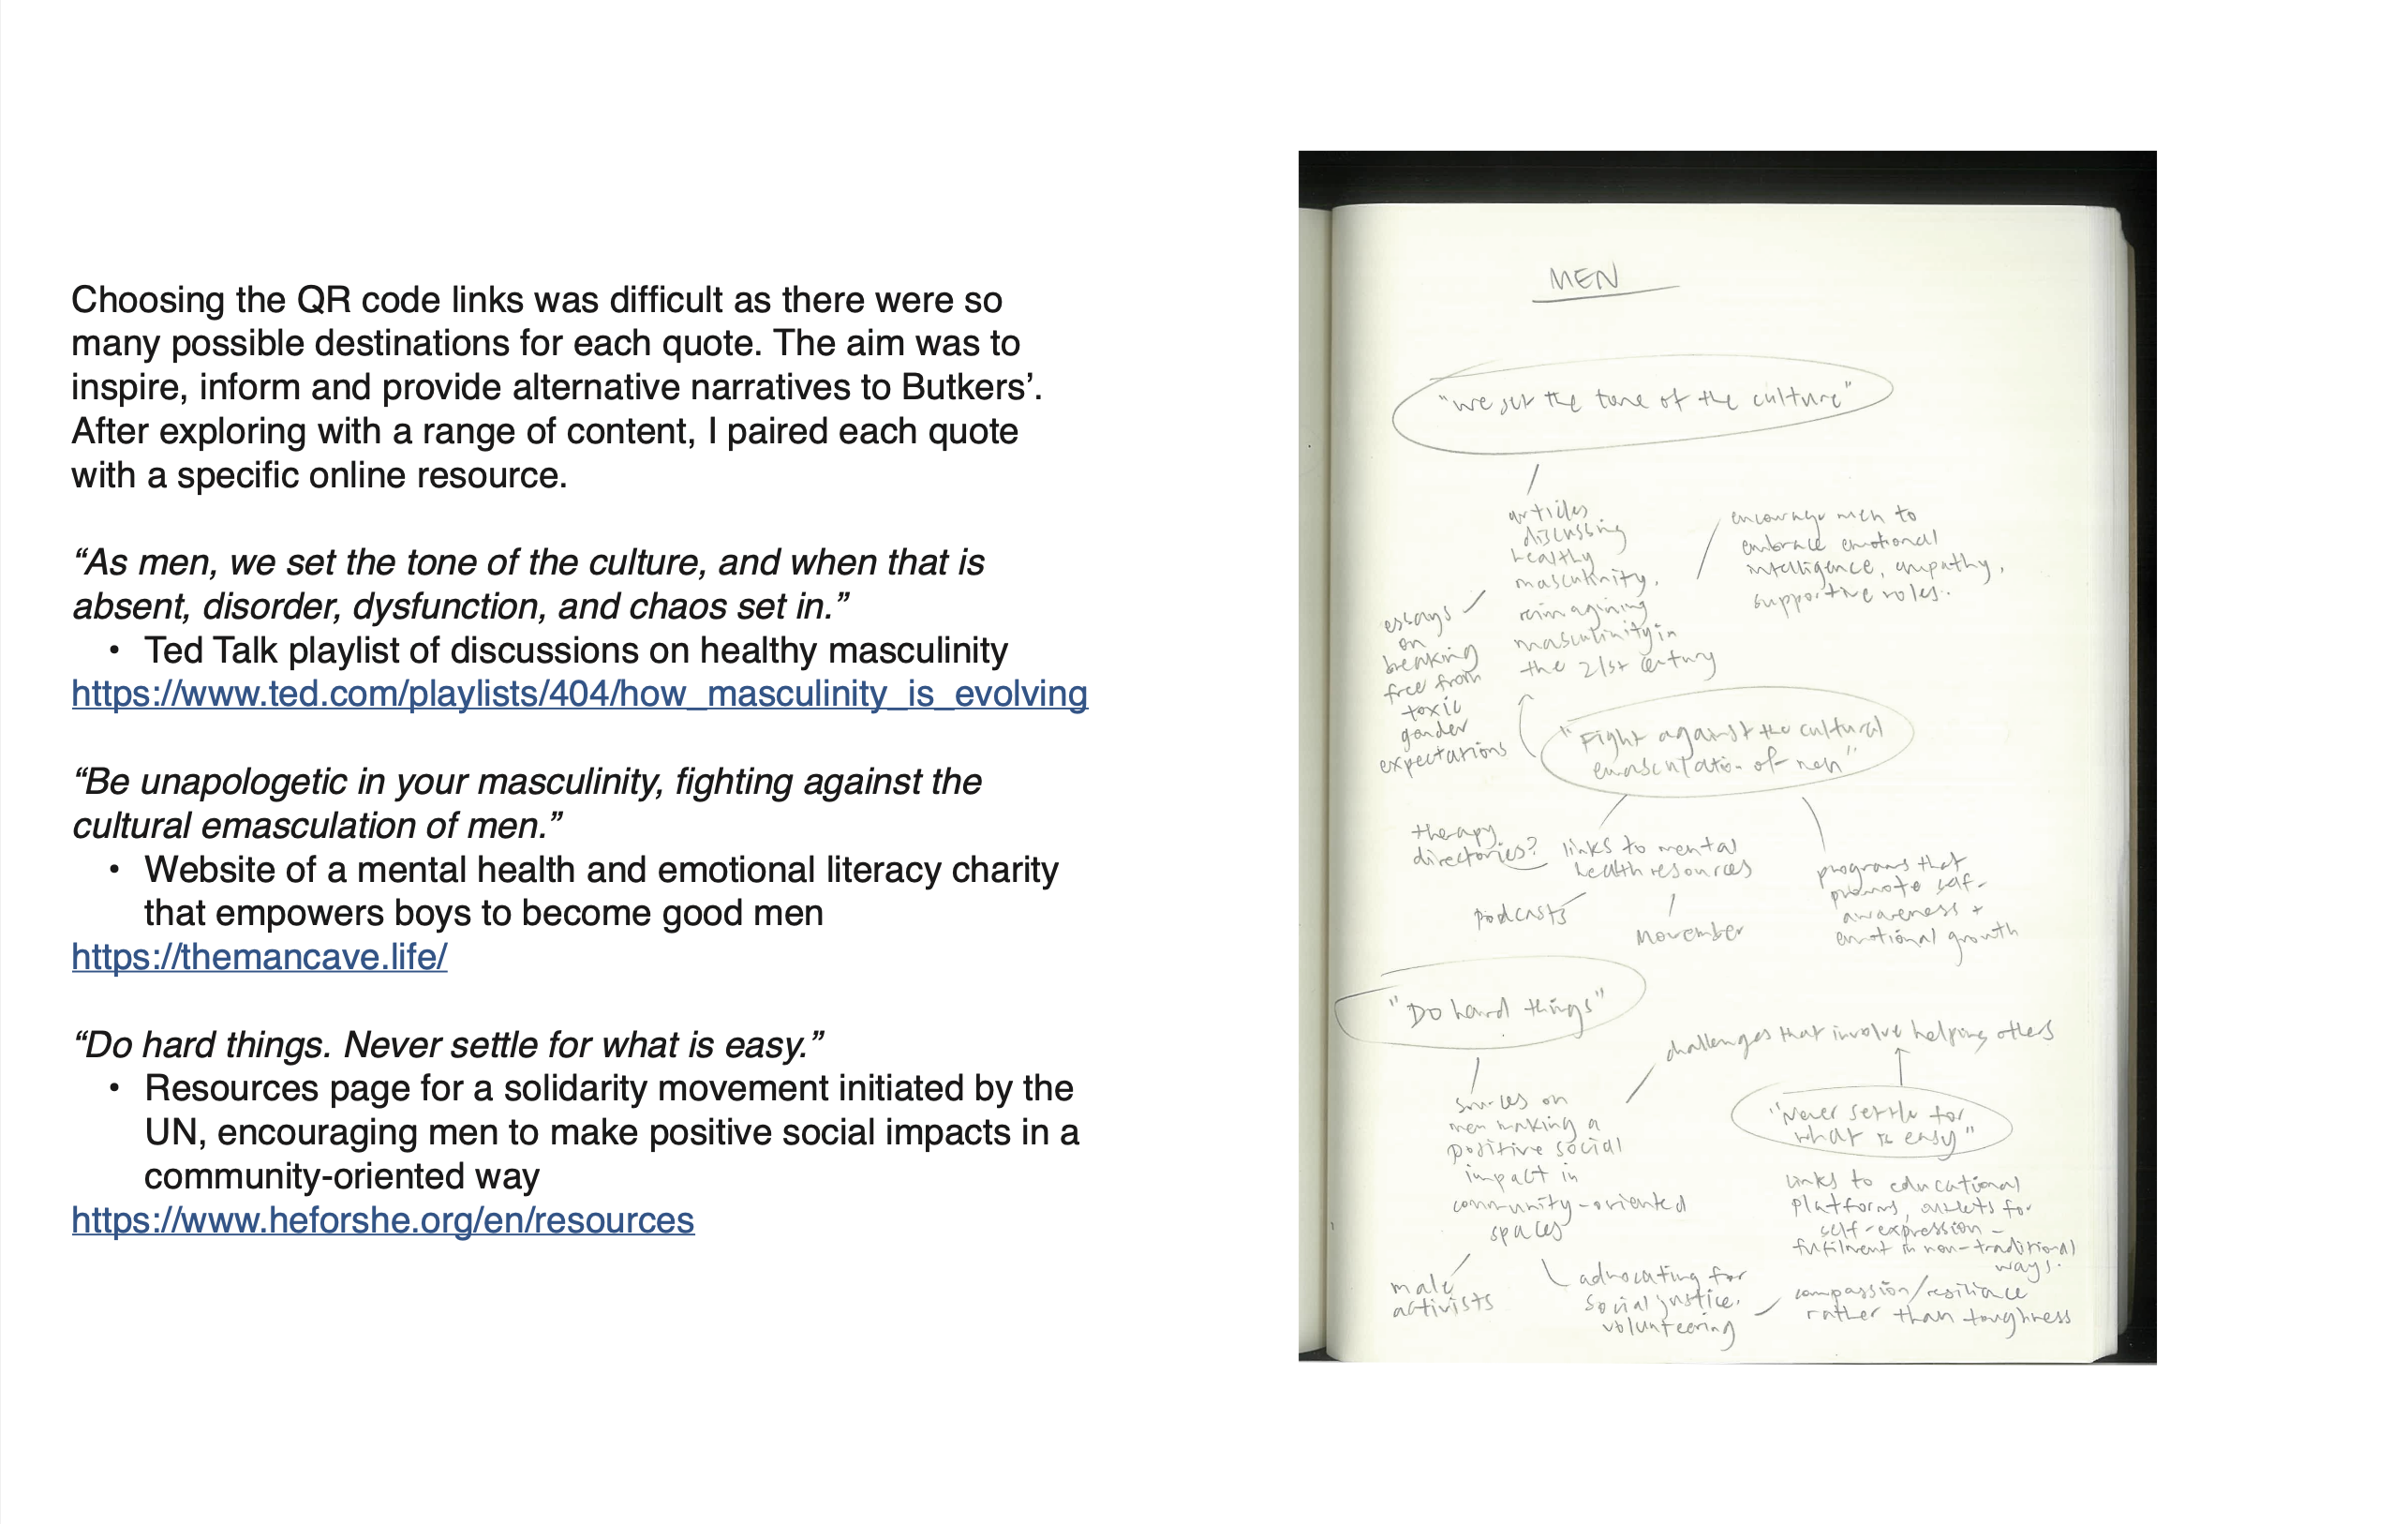 Choosing the QR code links was difficult as there were so
many possible destinations for each quote. The aim was to
inspire, inform and provide alternative narratives to Butkers’.
After exploring with a range of content, I paired each quote
with a specific online resource.
“As men, we set the tone of the culture, and when that is
absent, disorder, dysfunction, and chaos set in.”
• Ted Talk playlist of discussions on healthy masculinity
https://www.ted.com/playlists/404/how_masculinity_is_evolving
“Be unapologetic in your masculinity, fighting against the
cultural emasculation of men.”
• Website of a mental health and emotional literacy charity
that empowers boys to become good men
https://themancave.life/
“Do hard things. Never settle for what is easy.”
• Resources page for a solidarity movement initiated by the
UN, encouraging men to make positive social impacts in a
community-oriented way
https://www.heforshe.org/en/resources
MEN
"we set the tone of the culture"
articles
discussing
healthy
masculinity,
reimagining
masculinity in
the 21st century
encourage men to
embrace emotional
intelligence, empathy,
supportive roles.
essays
on
breaking
free from
toxic
gender
expectations
"Fight against the cultural
emasculation of men"
therapy
directories?
links to mental
health resources
podcasts
Movember
programs that
promote self-
awareness +
emotional growth
"Do hard things"
challenges that involve helping others
sources on
men making a
positive social
impact in
community-oriented
spaces
"Never settle for
what is easy"
links to educational
platforms, outlets for
self-expression -
fulfilment in non-traditional
ways.
male
activists
advocating for
social justice,
volunteering
compassion/resiliance
rather than toughness